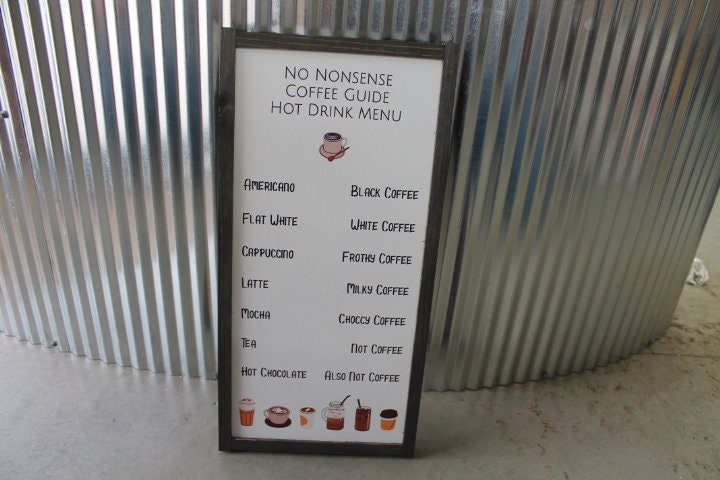 No Nonsense
Coffee Guide
Hot Drink Menu
Americano Black Coffee
Flat White White Coffee
Cappuccino Frothy Coffee
Latte Milky Coffee
Mocha Choccy Coffee
Tea Not Coffee
Hot Chocolate Also Not Coffee